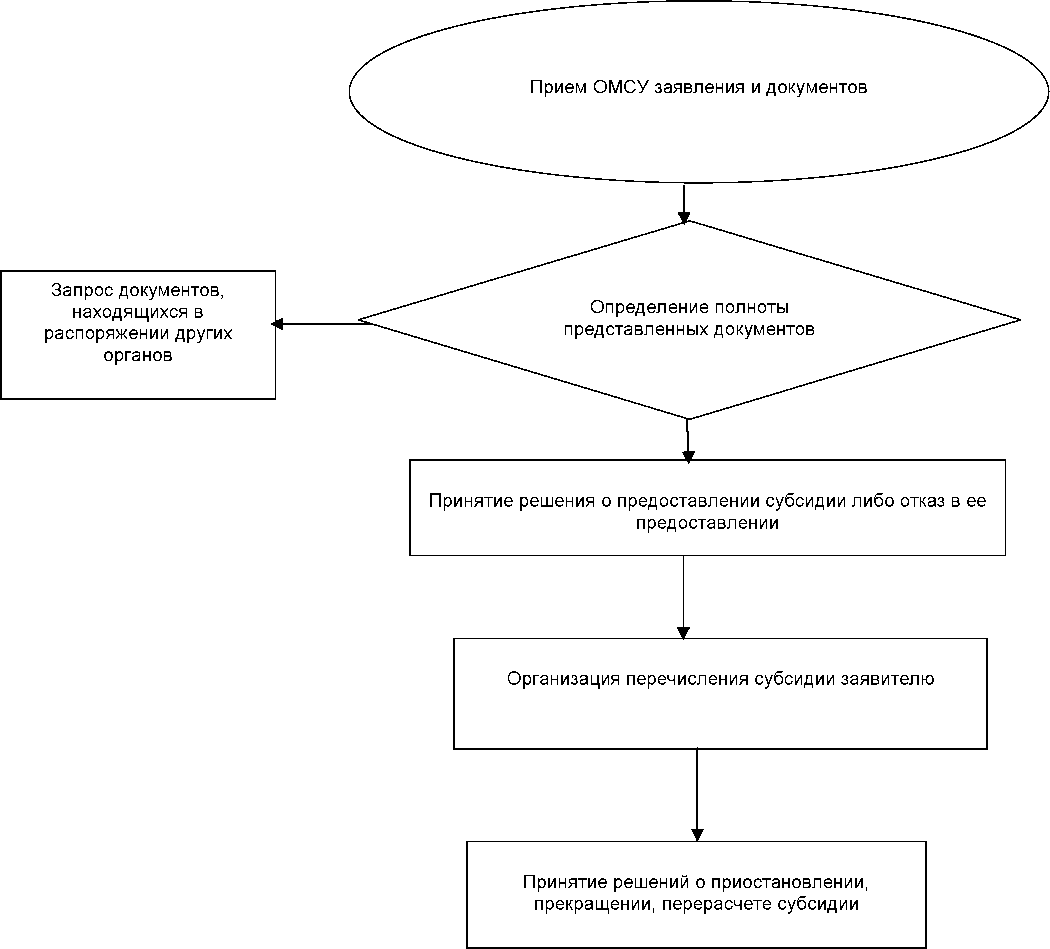 Прием ОМСУ заявления и документов
Запрос документов,
находящихся в
распоряжении других
органов
Определение полноты
представленных документов
Принятие решения о предоставлении субсидии либо отказ в ее
предоставлении
Организация перечисления субсидии заявителю
Принятие решений о приостановлении,
прекращении, перерасчете субсидии